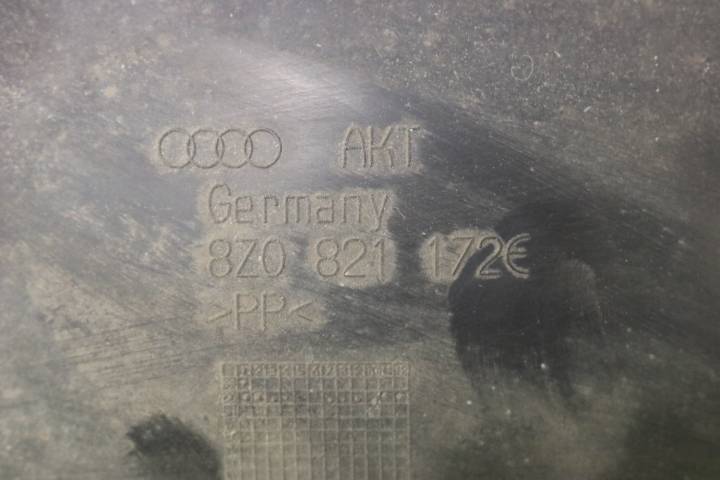 AKT
Germany
8Z0 821 172E
>PP<